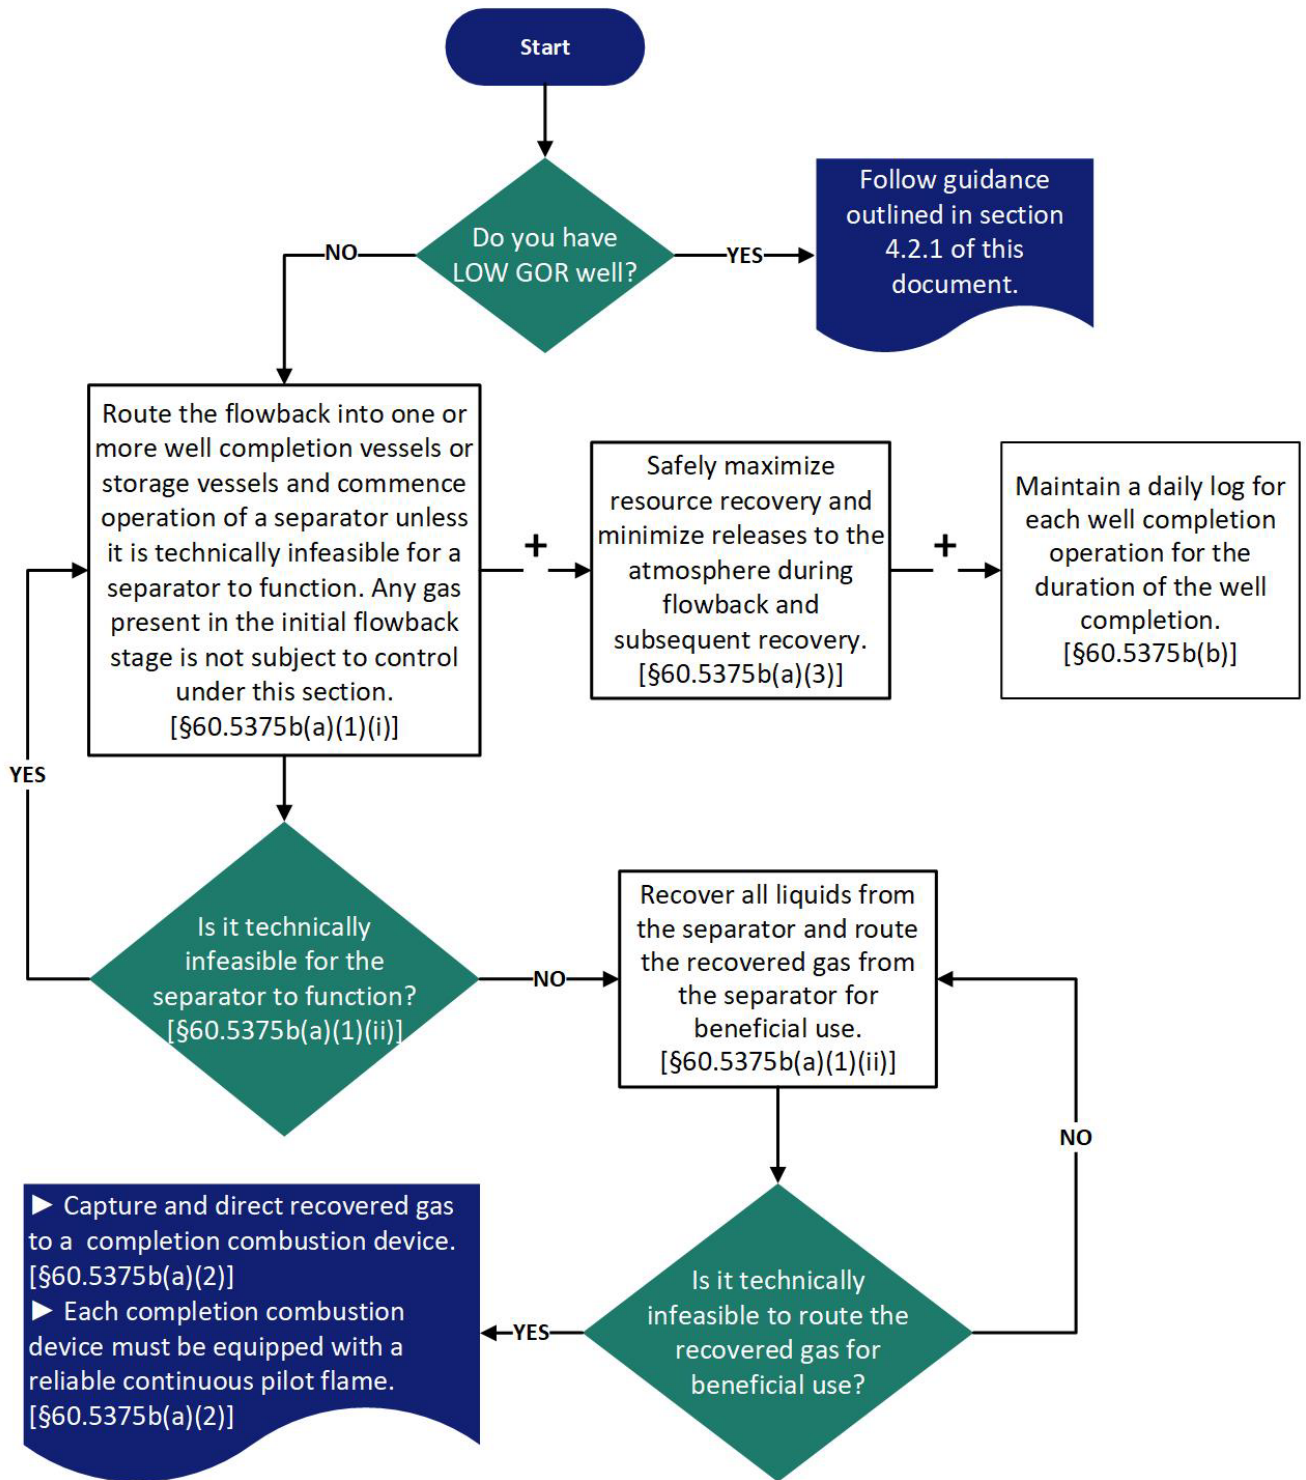 Start
Do you have
LOW GOR well?
NO
YES
Follow guidance
outlined in section
4.2.1 of this
document.
Route the flowback into one or
more well completion vessels or
storage vessels and commence
operation of a separator unless
it is technically infeasible for a
separator to function. Any gas
present in the initial flowback
stage is not subject to control
under this section.
[§60.5375b(a)(1)(i)]
+
Safely maximize
resource recovery and
minimize releases to the
atmosphere during
flowback and
subsequent recovery.
[§60.5375b(a)(3)]
+
Maintain a daily log for
each well completion
operation for the
duration of the well
completion.
[§60.5375b(b)]
YES
Is it technically
infeasible for the
separator to function?
[§60.5375b(a)(1)(ii)]
NO
Recover all liquids from
the separator and route
the recovered gas from
the separator for
beneficial use.
[§60.5375b(a)(1)(ii)]
NO
Is it technically
infeasible to route the
recovered gas for
beneficial use?
YES
► Capture and direct recovered gas
to a completion combustion device.
[§60.5375b(a)(2)]
► Each completion combustion
device must be equipped with a
reliable continuous pilot flame.
[§60.5375b(a)(2)]